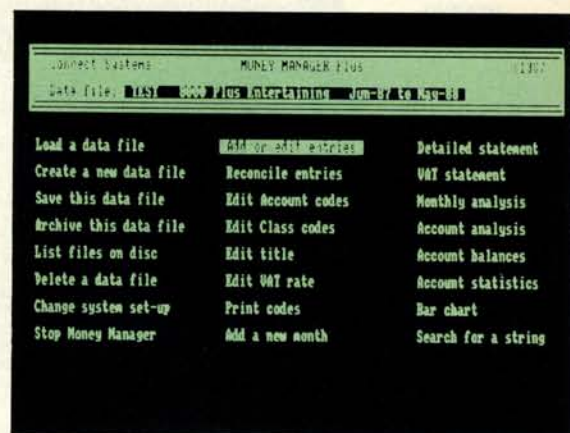 Connect Systems MONEY MANAGER Plus (1987
Data file: TEST 8000 Plus Entertaining Jun-87 to May-88
Load a data file
Create a new data file
Save this data file
Archive this data file
List files on disc
Delete a data file
Change system set-up
Stop Money Manager
Add or edit entries
Reconcile entries
Edit Account codes
Edit Class codes
Edit title
Edit VAT rate
Print codes
Add a new month
Detailed statement
VAT statement
Monthly analysis
Account analysis
Account balances
Account statistics
Bar chart
Search for a string